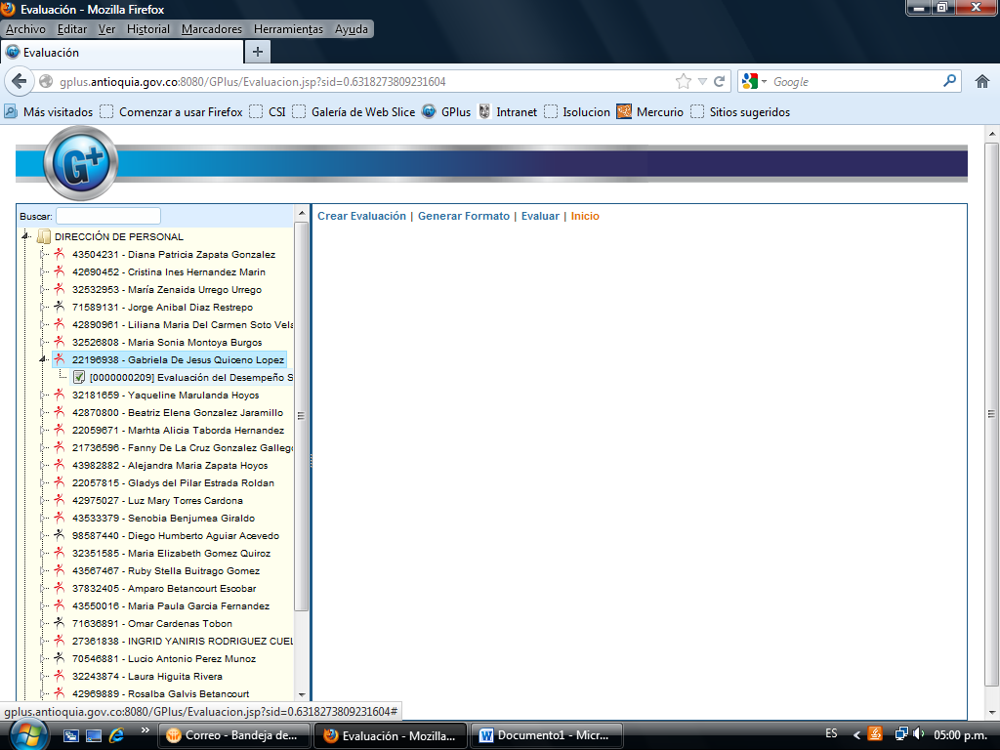 Evaluación - Mozilla Firefox
Archivo Editar Ver Historial Marcadores Herramientas Ayuda
Evaluación
gplus.antioquia.gov.co:8080/GPlus/Evaluacion.jsp?sid=0.6318273809231604
Google
Más visitados Comenzar a usar Firefox CSI Galería de Web Slice GPlus Intranet Isolucion Mercurio Sitios sugeridos
G+
Buscar:
Crear Evaluación | Generar Formato | Evaluar | Inicio
DIRECCIÓN DE PERSONAL
43504231 - Diana Patricia Zapata Gonzalez
42690452 - Cristina Ines Hernandez Marin
32532953 - María Zenaida Urrego Urrego
71589131 - Jorge Anibal Diaz Restrepo
42890961 - Liliana Maria Del Carmen Soto Vela
32526808 - Maria Sonia Montoya Burgos
22196938 - Gabriela De Jesus Quiceno Lopez
[0000000209] Evaluación del Desempeño S
32181659 - Yaqueline Marulanda Hoyos
42870800 - Beatriz Elena Gonzalez Jaramillo
22059671 - Marhta Alicia Taborda Hernandez
21736596 - Fanny De La Cruz Gonzalez Gallego
43982882 - Alejandra Maria Zapata Hoyos
22057815 - Gladys del Pilar Estrada Roldan
42975027 - Luz Mary Torres Cardona
43533379 - Senobia Benjumea Giraldo
98587440 - Diego Humberto Aguiar Acevedo
32351585 - Maria Elizabeth Gomez Quiroz
43567467 - Ruby Stella Buitrago Gomez
37832405 - Amparo Betancourt Escobar
43550016 - Maria Paula Garcia Fernandez
71636891 - Omar Cardenas Tobon
27361838 - INGRID YANIRIS RODRIGUEZ CUEL
70546881 - Lucio Antonio Perez Munoz
32243874 - Laura Higuita Rivera
42969889 - Rosalba Galvis Betancourt
gplus.antioquia.gov.co:8080/GPlus/Evaluacion.jsp?sid=0.6318273809231604#
Correo - Bandeja de... Evaluación - Mozilla... Documento1 - Micr... ES 05:00 p.m.